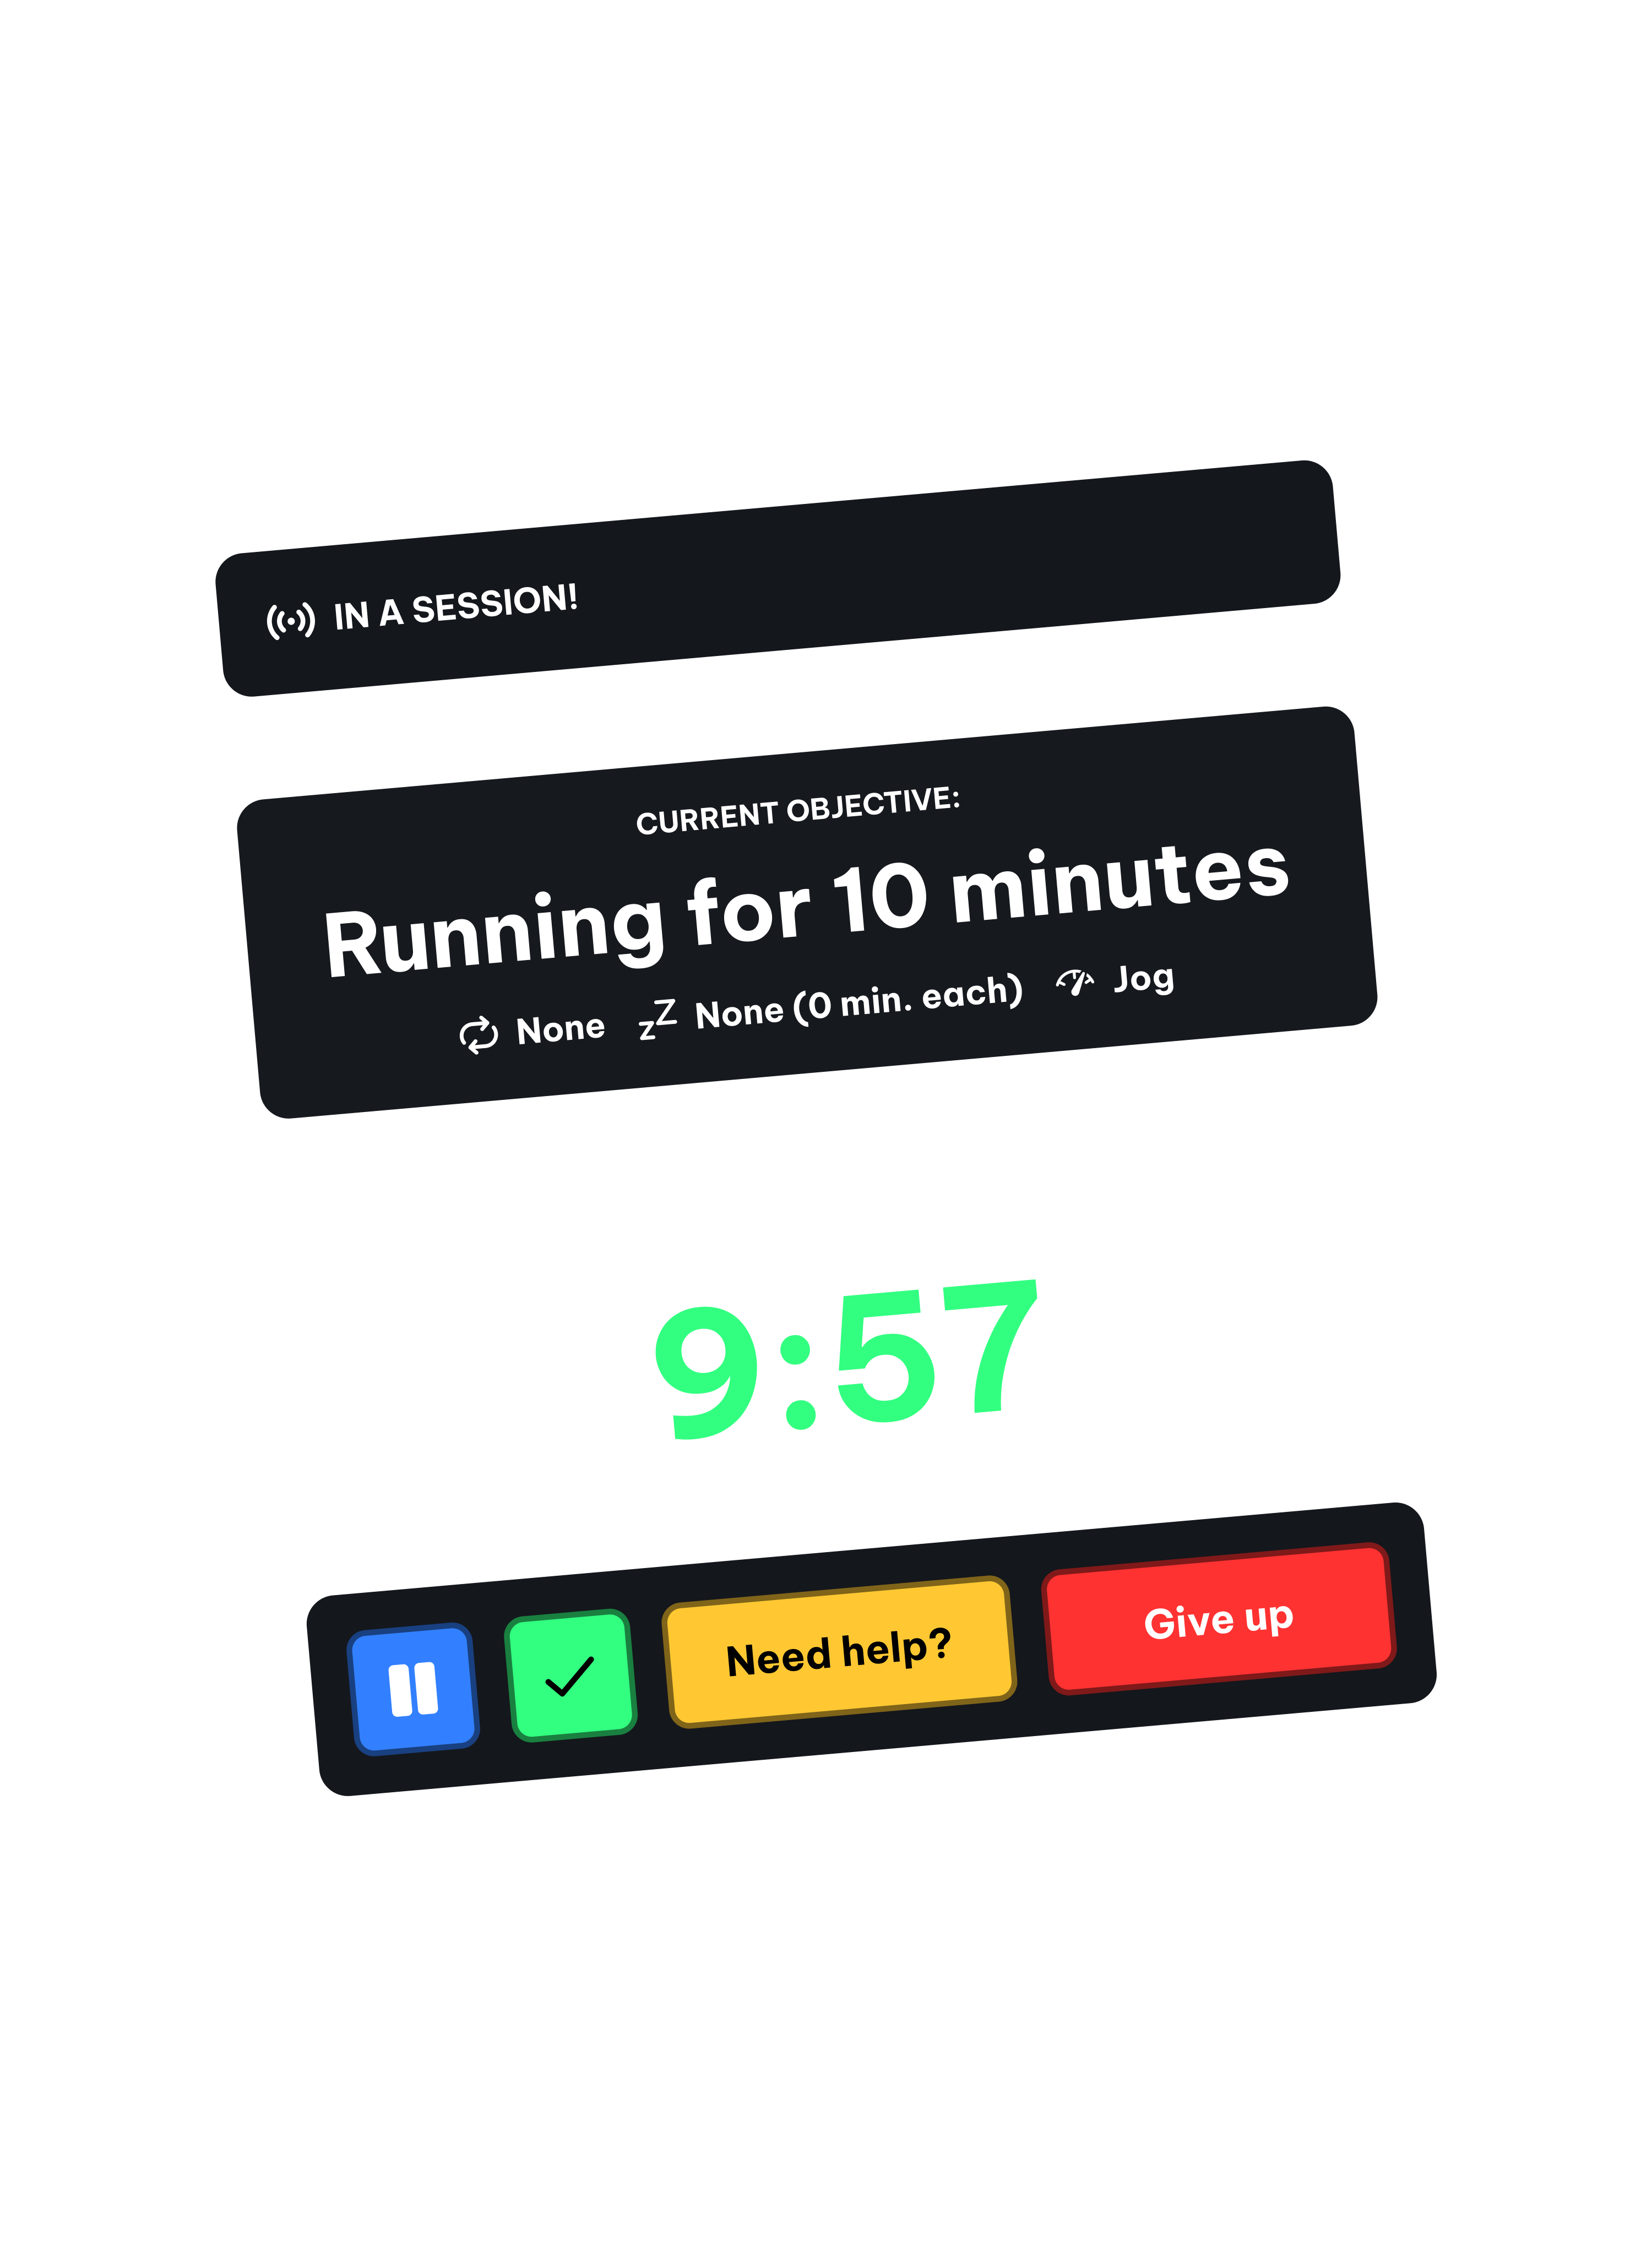 IN A SESSION!
CURRENT OBJECTIVE:
Running for 10 minutes
None None (0 min. each) Jog
9:57
Need help? Give up